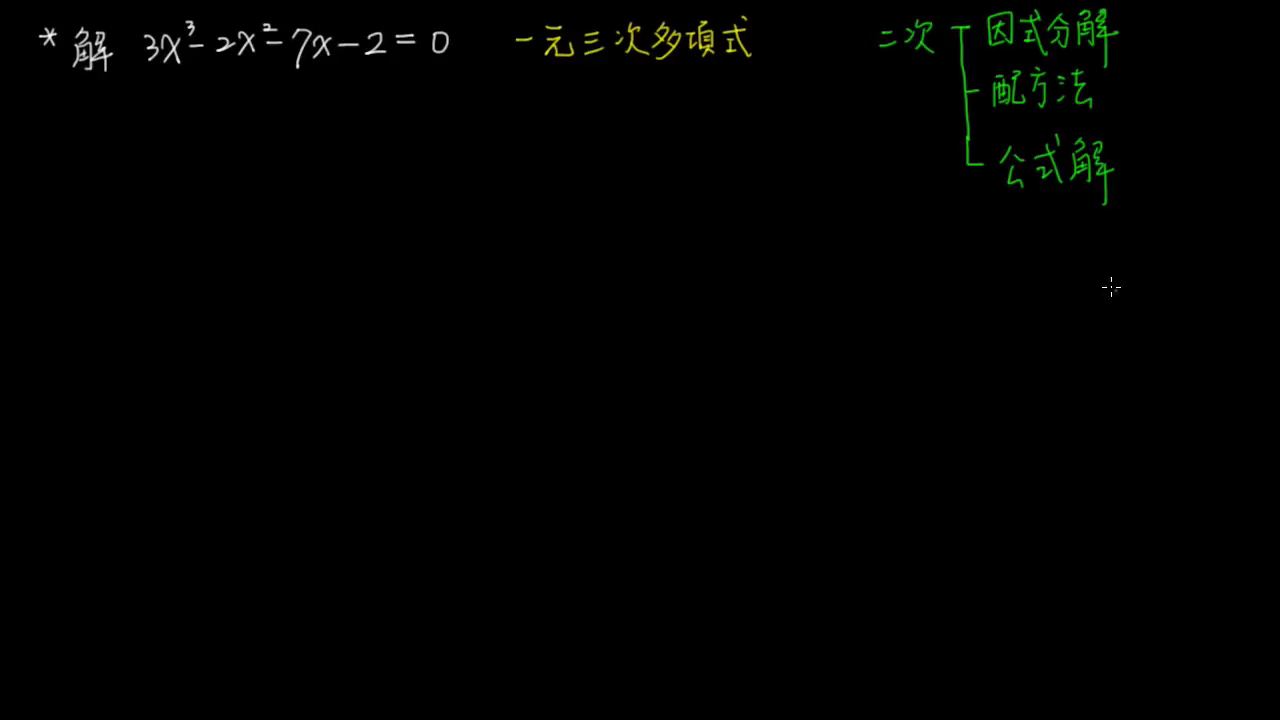 * 解 3x³ - 2x² - 7x - 2 = 0 一元三次多項式
二次 因式分解
配方法
公式解